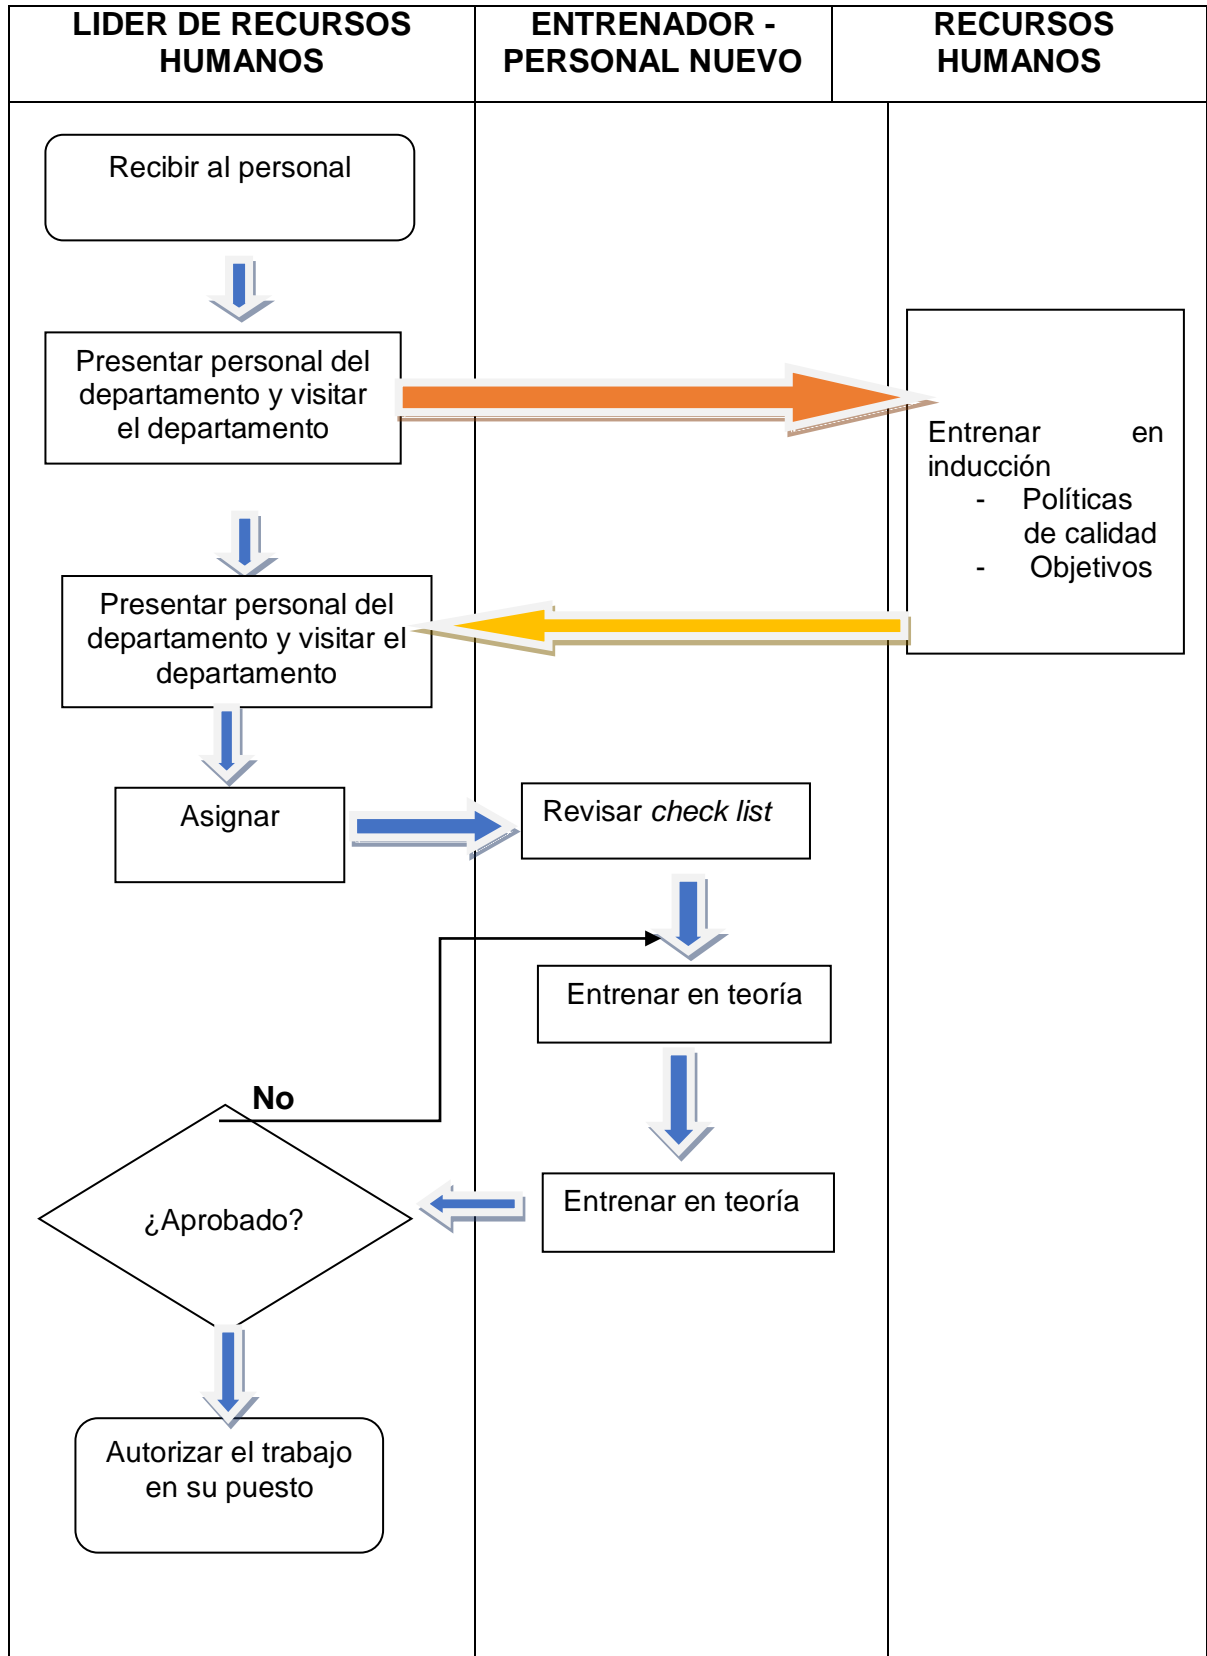 LIDER DE RECURSOS
HUMANOS
ENTRENADOR -
PERSONAL NUEVO
RECURSOS
HUMANOS
Recibir al personal
Presentar personal del
departamento y visitar
el departamento
Entrenar en
inducción
- Políticas
de calidad
- Objetivos
Presentar personal del
departamento y visitar el
departamento
Asignar
Revisar check list
Entrenar en teoría
No
Entrenar en teoría
¿Aprobado?
Autorizar el trabajo
en su puesto